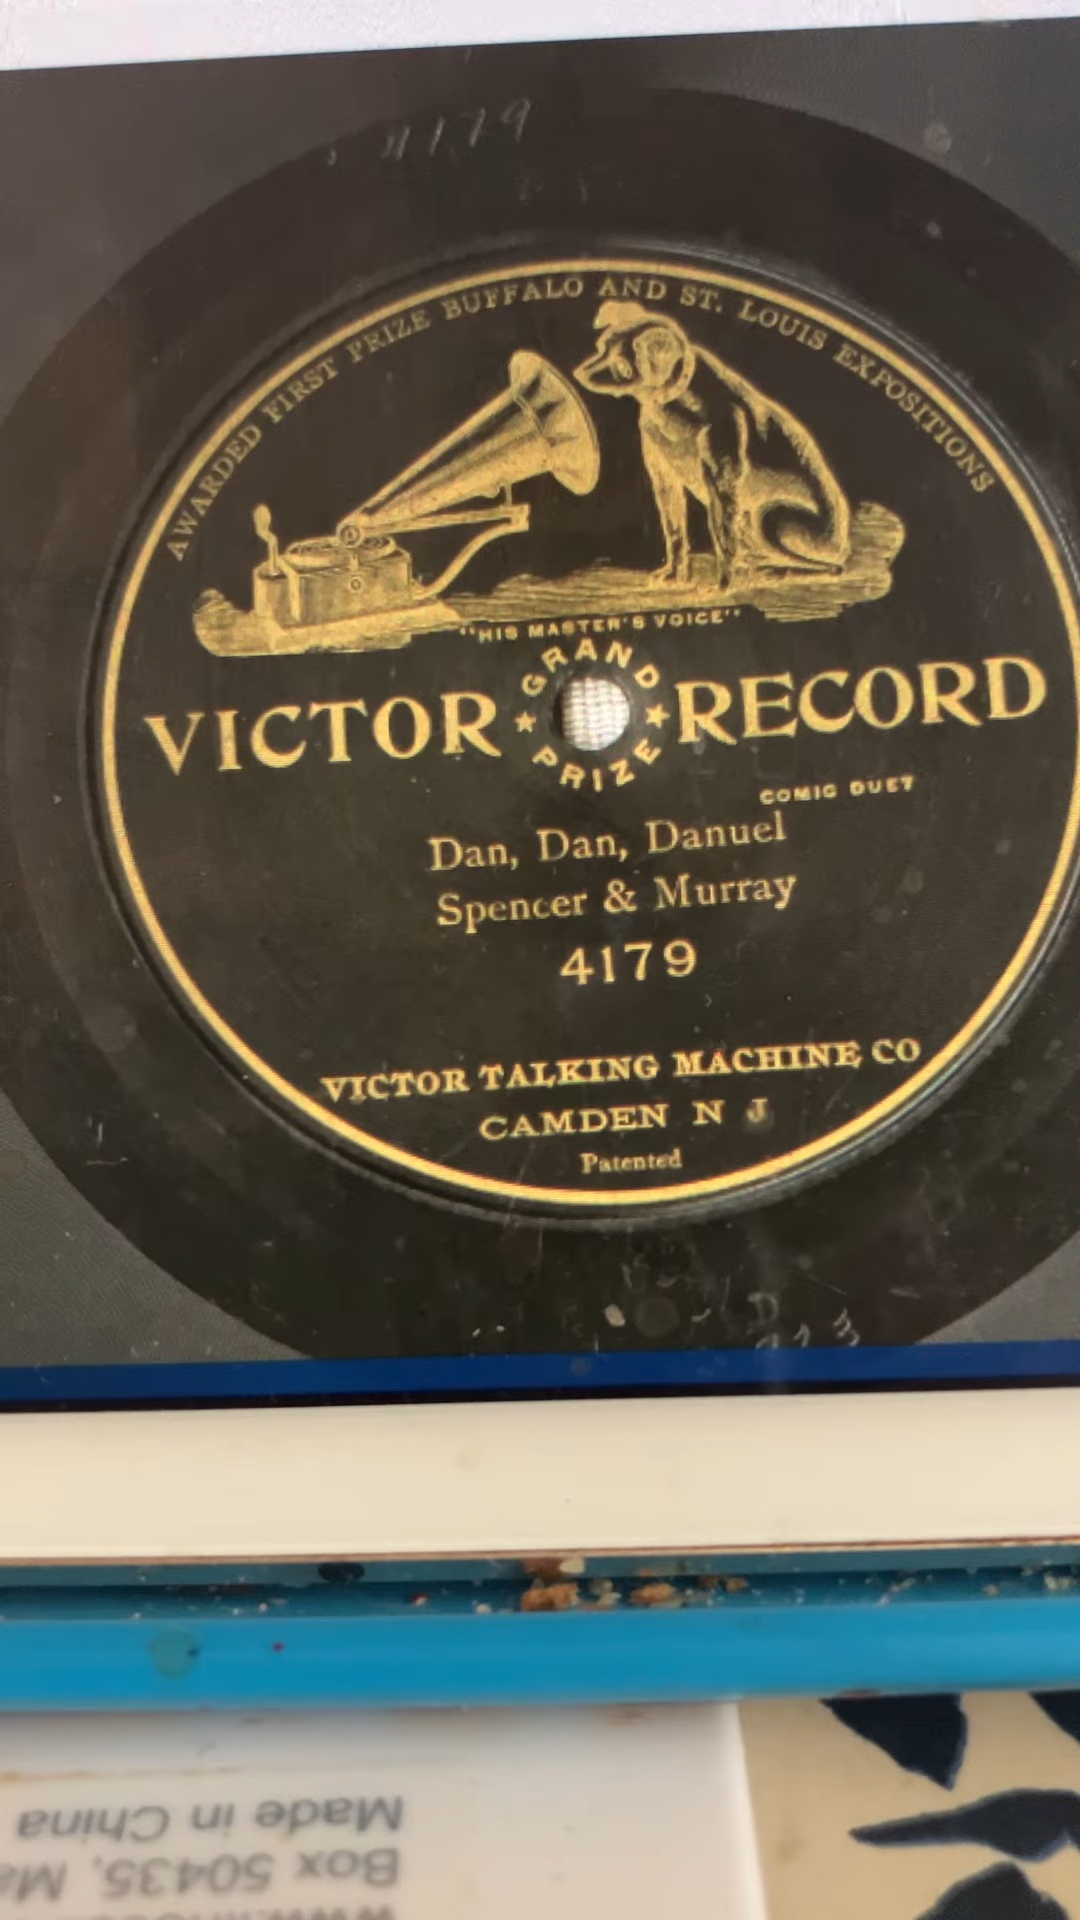 4179
AWARDED FIRST PRIZE BUFFALO AND ST. LOUIS EXPOSITIONS
"HIS MASTER'S VOICE"
GRAND PRIZE
VICTOR RECORD
COMIC DUET
Dan, Dan, Danuel
Spencer & Murray
4179
VICTOR TALKING MACHINE CO
CAMDEN N J
Patented
D
Made in China
Box 50435,